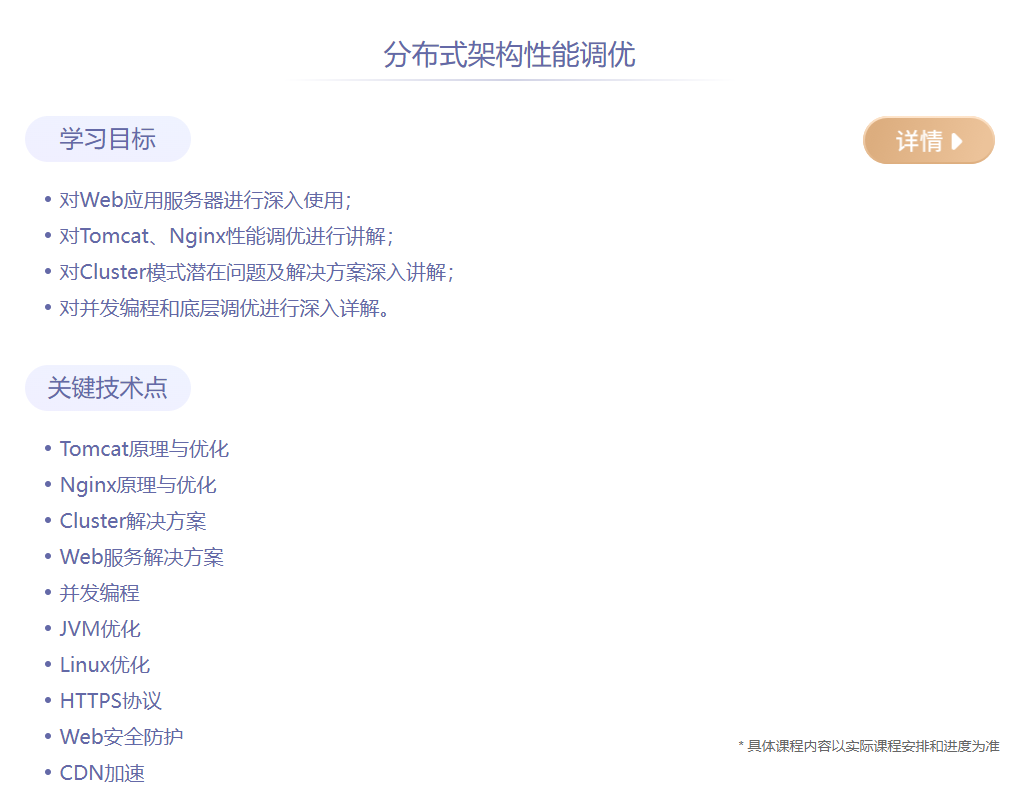 分布式架构性能调优
学习目标
详情
• 对Web应用服务器进行深入使用；
• 对Tomcat、Nginx性能调优进行讲解；
• 对Cluster模式潜在问题及解决方案深入讲解；
• 对并发编程和底层调优进行深入详解。
关键技术点
• Tomcat原理与优化
• Nginx原理与优化
• Cluster解决方案
• Web服务解决方案
• 并发编程
• JVM优化
• Linux优化
• HTTPS协议
• Web安全防护
* 具体课程内容以实际课程安排和进度为准
• CDN加速